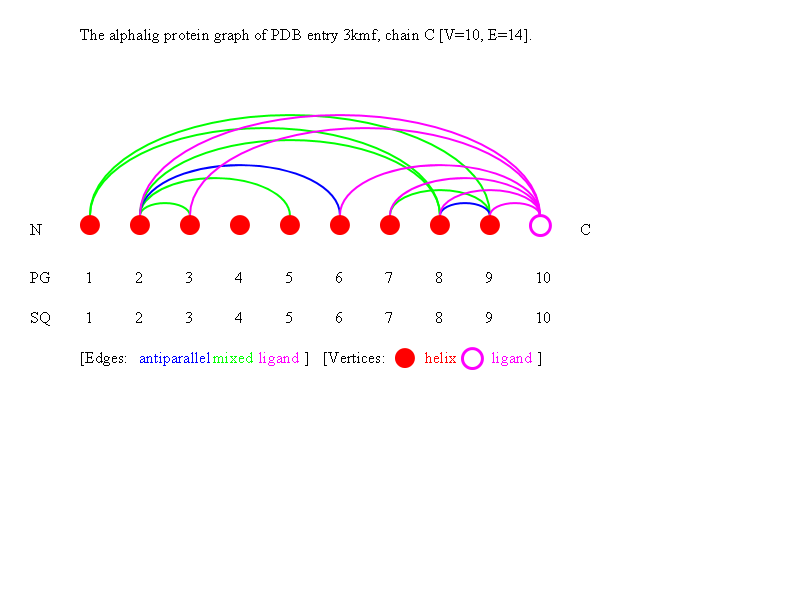 The alphalig protein graph of PDB entry 3kmf, chain C [V=10, E=14].
N C
PG 1 2 3 4 5 6 7 8 9 10
SQ 1 2 3 4 5 6 7 8 9 10
[Edges: antiparallel mixed ligand ] [Vertices: helix ligand ]